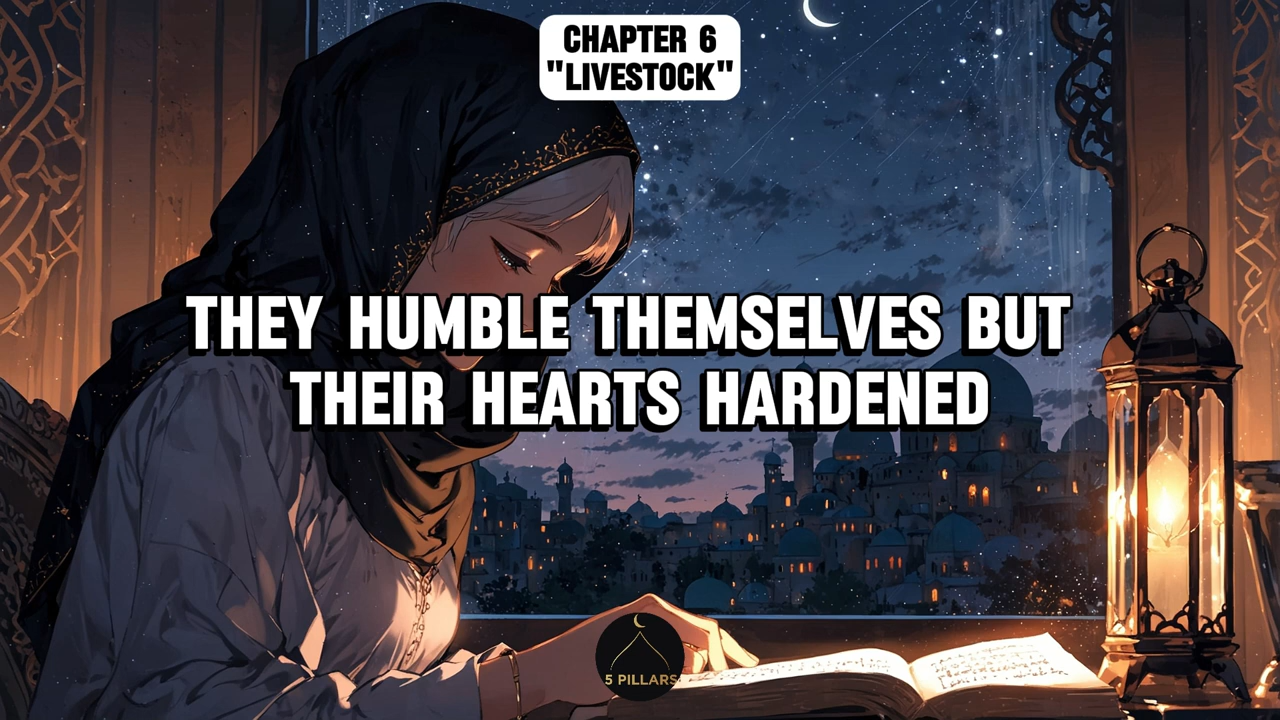 CHAPTER 6
"LIVESTOCK"
THEY HUMBLE THEMSELVES BUT
THEIR HEARTS HARDENED
5 PILLARS